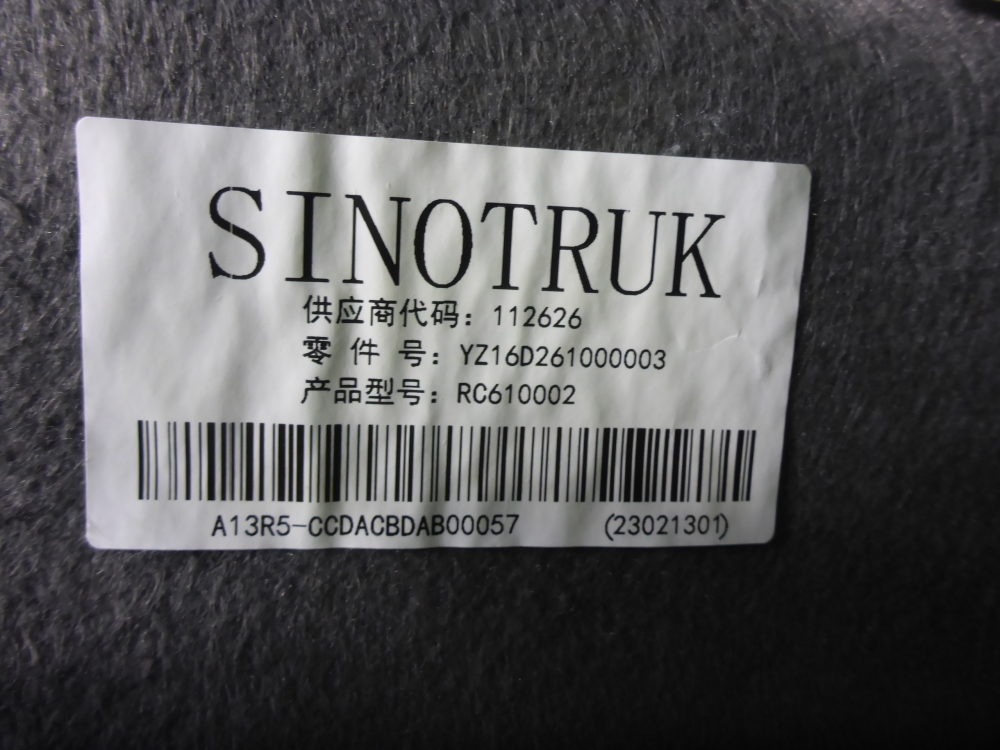 SINOTRUK
供应商代码：112626
零 件 号：YZ16D261000003
产品型号：RC610002
A13R5-CCDACBDAB00057 (23021301)